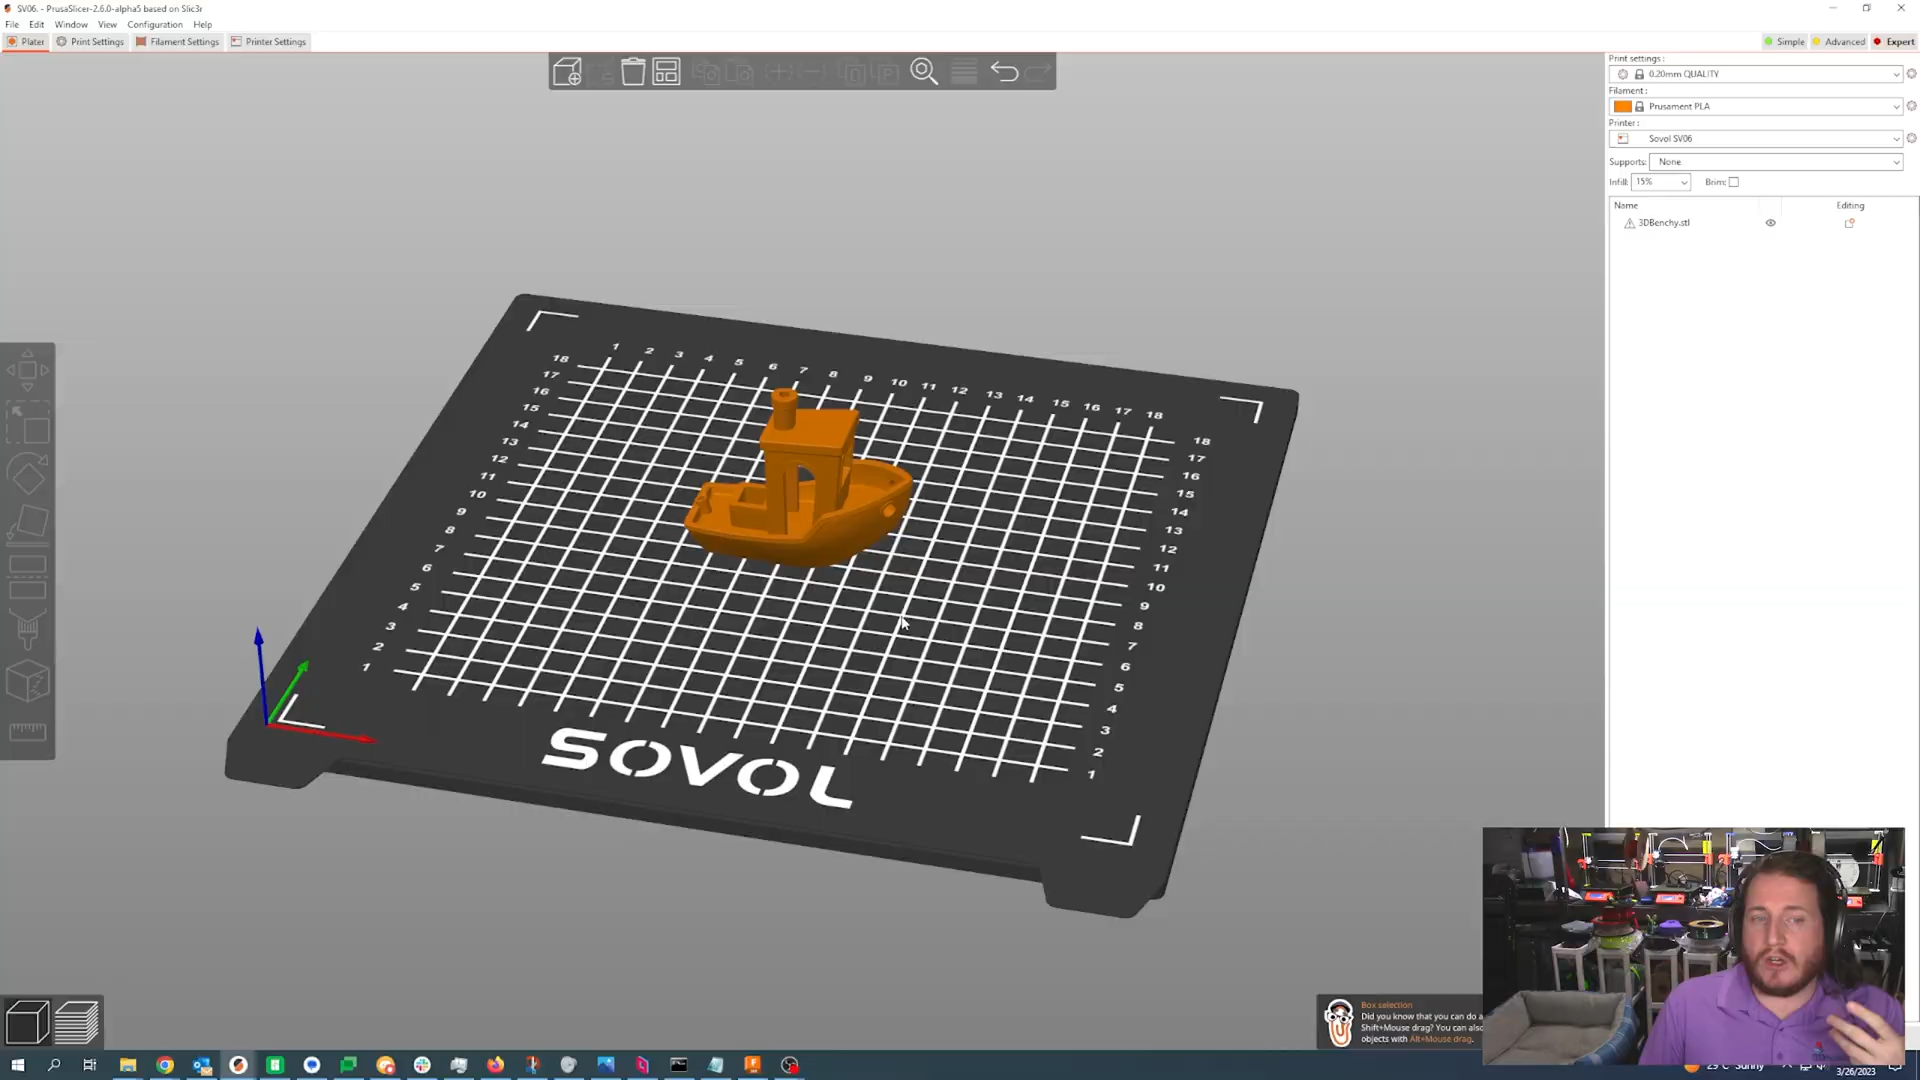 SV06. - PrusaSlicer-2.6.0-alpha5 based on Slic3r
File Edit Window View Configuration Help
Plater Print Settings Filament Settings Printer Settings
Simple Advanced Expert
Print settings :
0.20mm QUALITY
Filament :
Prusament PLA
Printer :
Sovol SV06
Supports: None
Infill: 15% Brim:
Name Editing
3DBenchy.stl
1 2 3 4 5 6 7 8 9 10 11 12 13 14 15 16 17 18
18
17
16
15
14
13
12
11
10
9
8
7
6
5
4
3
2
1
18
17
16
15
14
13
12
11
10
9
8
7
6
5
4
3
2
1
SOVOL
Box selection
Did you know that you can do a
Shift+Mouse drag? You can also
objects with Alt+Mouse drag.
29°C Sunny
3/26/2023